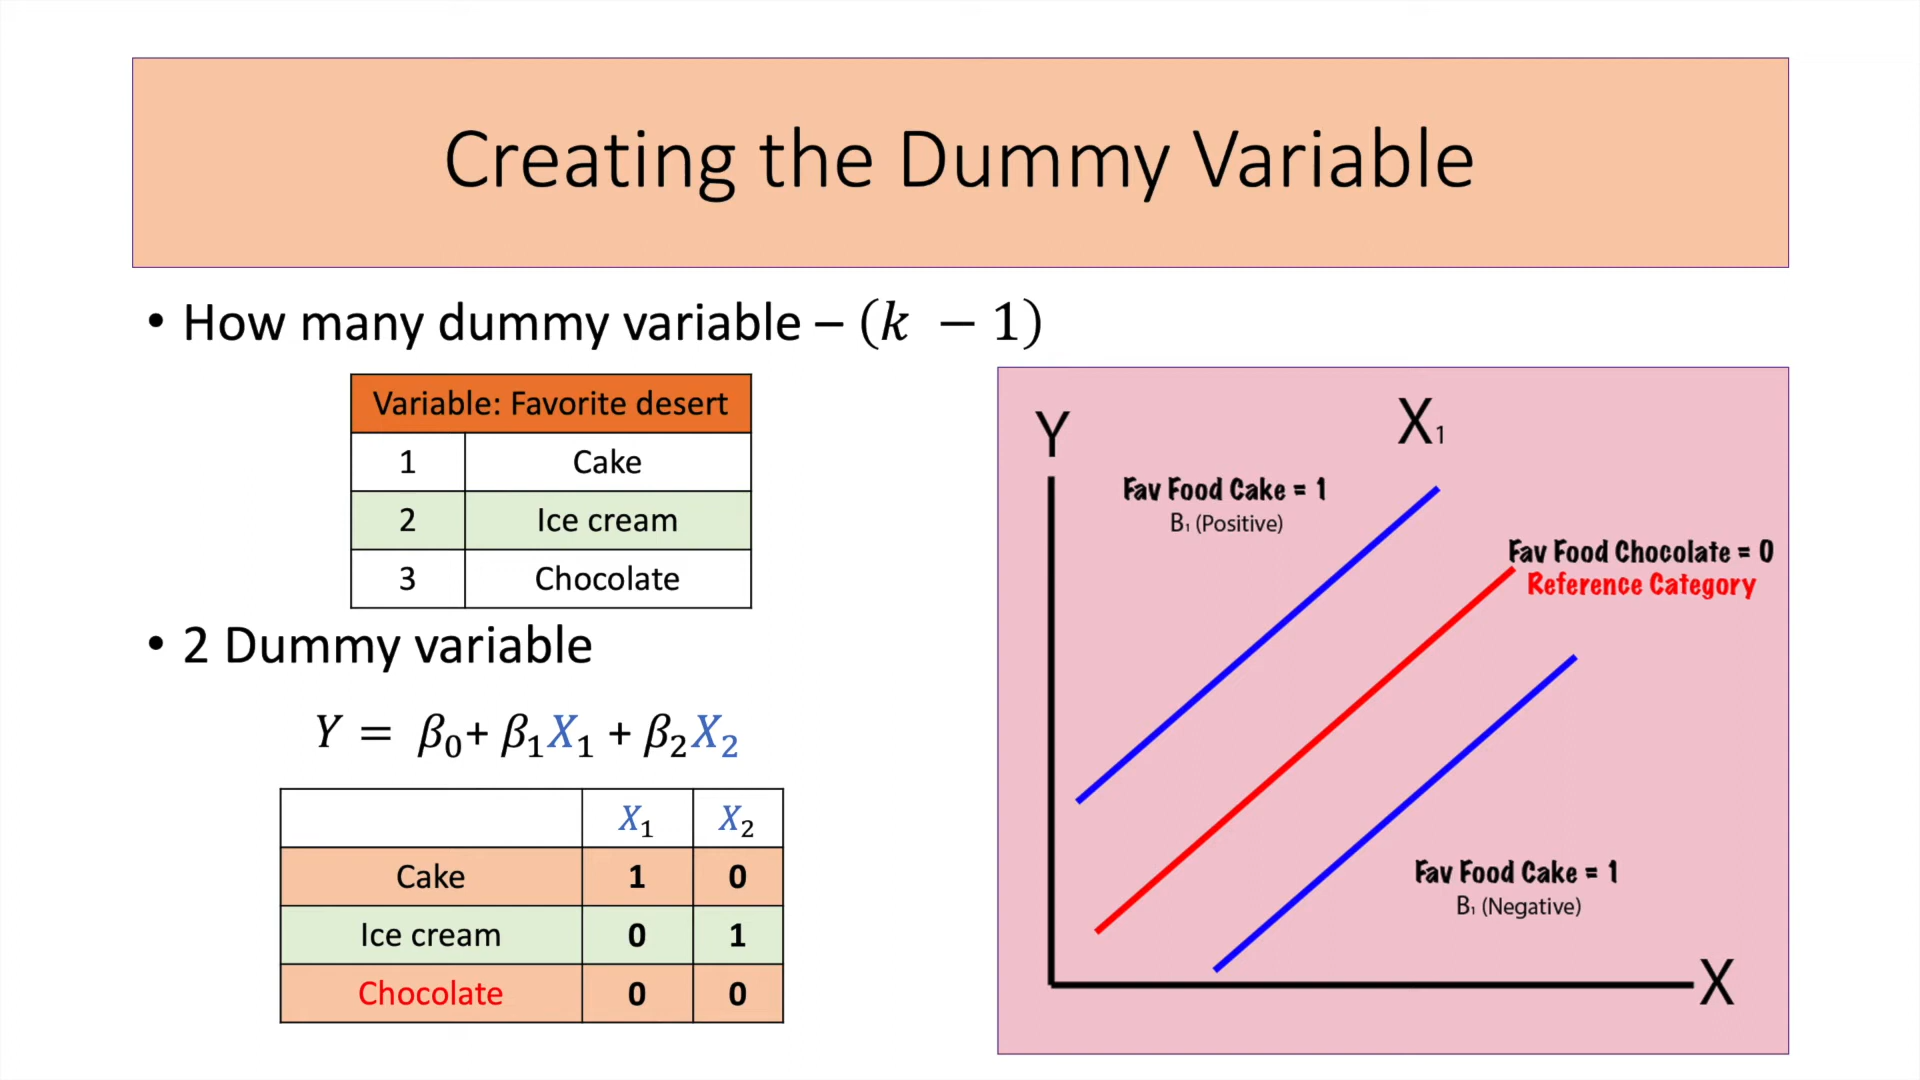 Creating the Dummy Variable
• How many dummy variable – (k − 1)
Variable: Favorite desert
1 Cake
2 Ice cream
3 Chocolate
• 2 Dummy variable
Y = β₀+ β₁X₁ + β₂X₂
X₁ X₂
Cake 1 0
Ice cream 0 1
Chocolate 0 0
Y
X₁
Fav Food Cake = 1
B₁ (Positive)
Fav Food Chocolate = 0
Reference Category
Fav Food Cake = 1
B₁ (Negative)
X